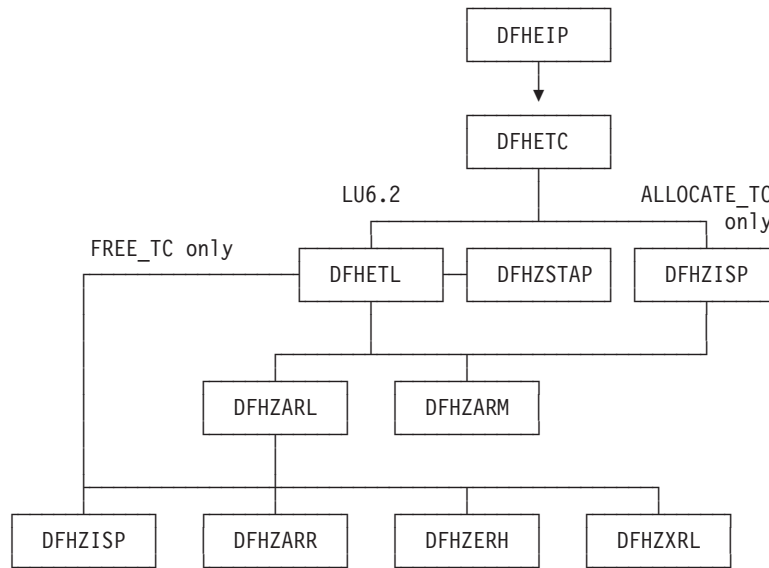 DFHEIP
DFHETC
LU6.2
ALLOCATE_TC
only
FREE_TC only
DFHETL
DFHZSTAP
DFHZISP
DFHZARL
DFHZARM
DFHZISP
DFHZARR
DFHZERH
DFHZXRL